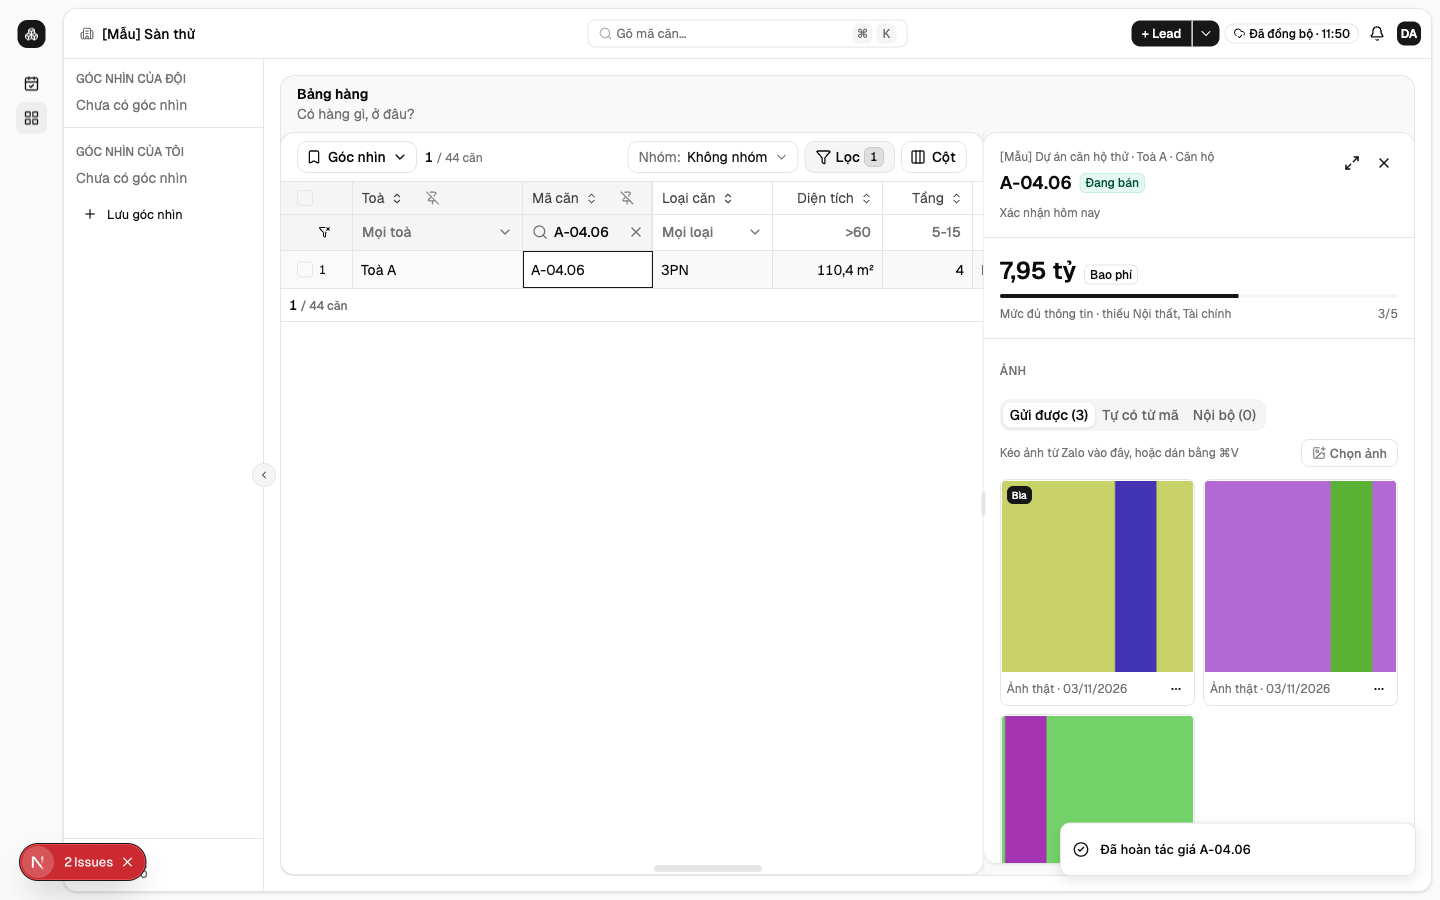 [Mẫu] Sàn thử
Gõ mã căn...
⌘ K
+ Lead
Đã đồng bộ · 11:50
DA
GÓC NHÌN CỦA ĐỘI
Chưa có góc nhìn
GÓC NHÌN CỦA TÔI
Chưa có góc nhìn
+ Lưu góc nhìn
Bảng hàng
Có hàng gì, ở đâu?
Góc nhìn
1 / 44 căn
Nhóm: Không nhóm
Lọc 1
Cột
Toà
Mã căn
Loại căn
Diện tích
Tầng
Mọi toà
A-04.06
Mọi loại
>60
5-15
1
Toà A
A-04.06
3PN
110,4 m²
4
1 / 44 căn
[Mẫu] Dự án căn hộ thử · Toà A · Căn hộ
A-04.06
Đang bán
Xác nhận hôm nay
7,95 tỷ
Bao phí
Mức đủ thông tin · thiếu Nội thất, Tài chính
3/5
ẢNH
Gửi được (3)
Tự có từ mã
Nội bộ (0)
Kéo ảnh từ Zalo vào đây, hoặc dán bằng ⌘V
Chọn ảnh
Bìa
Ảnh thật · 03/11/2026
Ảnh thật · 03/11/2026
Đã hoàn tác giá A-04.06
N
2 Issues